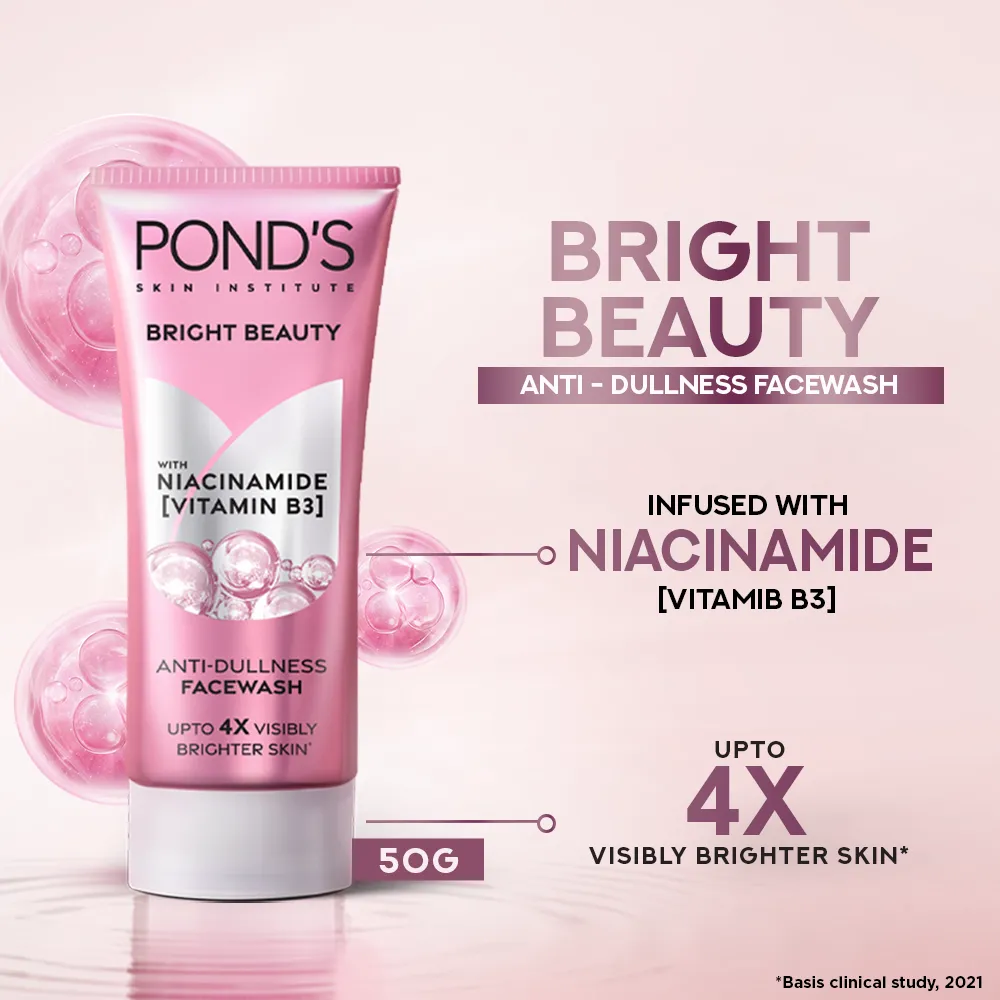 POND'S
SKIN INSTITUTE
BRIGHT BEAUTY
WITH
NIACINAMIDE
[VITAMIN B3]
ANTI-DULLNESS
FACEWASH
UPTO 4X VISIBLY
BRIGHTER SKIN*
50G
BRIGHT
BEAUTY
ANTI - DULLNESS FACEWASH
INFUSED WITH
NIACINAMIDE
[VITAMIB B3]
UPTO
4X
VISIBLY BRIGHTER SKIN*
*Basis clinical study, 2021